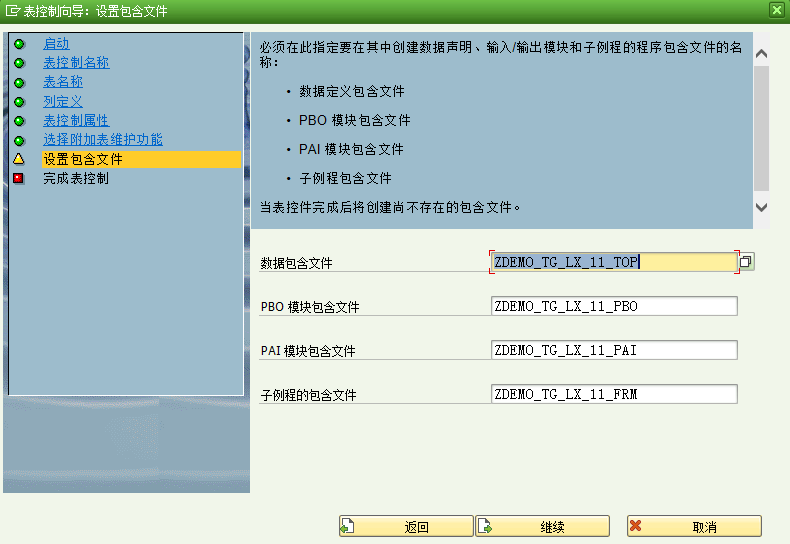 表控制向导：设置包含文件
启动
表控制名称
表名称
列定义
表控制属性
选择附加表维护功能
设置包含文件
完成表控制
必须在此指定要在其中创建数据声明、输入/输出模块和子例程的程序包含文件的名
称：
• 数据定义包含文件
• PBO 模块包含文件
• PAI 模块包含文件
• 子例程包含文件
当表控件完成后将创建尚不存在的包含文件。
数据包含文件 ZDEMO_TG_LX_11_TOP
PBO 模块包含文件 ZDEMO_TG_LX_11_PBO
PAI 模块包含文件 ZDEMO_TG_LX_11_PAI
子例程的包含文件 ZDEMO_TG_LX_11_FRM
返回 继续 取消